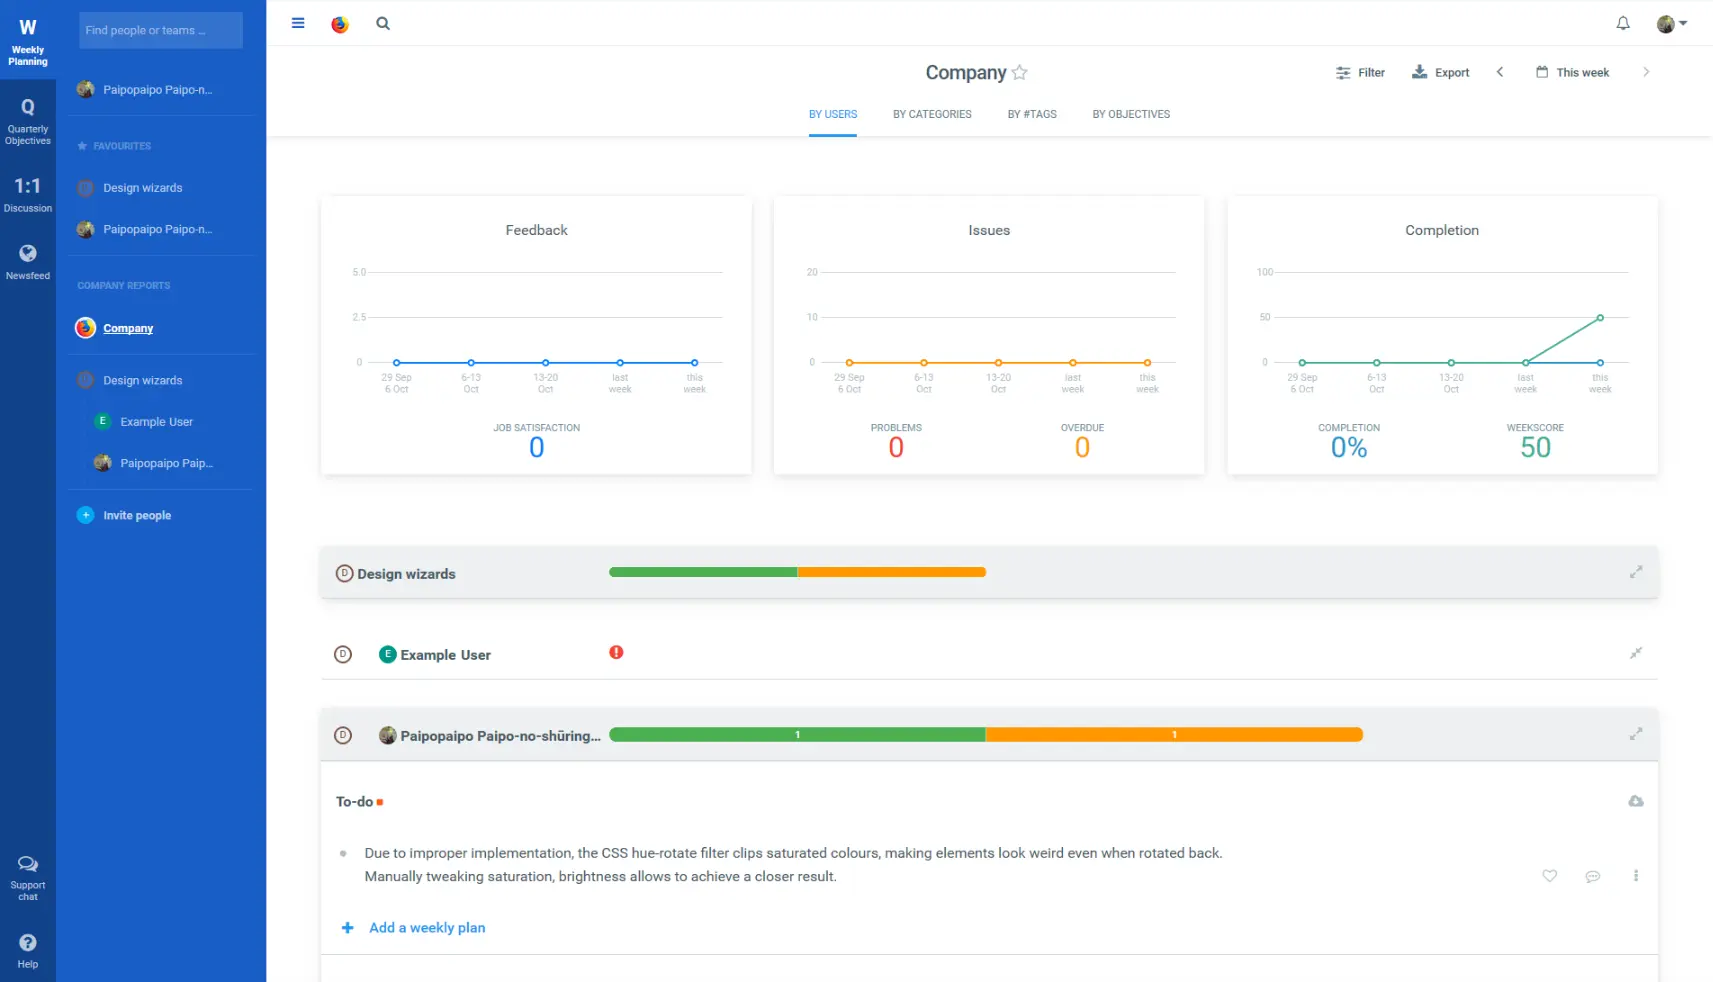 W
Weekly
Planning
Q
Quarterly
Objectives
1:1
Discussion
Newsfeed
Support
chat
Help
Find people or teams ...
Paipopaipo Paipo-n...
FAVOURITES
Design wizards
Paipopaipo Paipo-n...
COMPANY REPORTS
Company
Design wizards
E Example User
Paipopaipo Paip...
Invite people
Company
Filter
Export
This week
BY USERS
BY CATEGORIES
BY #TAGS
BY OBJECTIVES
Feedback
5.0
2.5
0
29 Sep
6 Oct
6-13
Oct
13-20
Oct
last
week
this
week
JOB SATISFACTION
0
Issues
20
10
0
29 Sep
6 Oct
6-13
Oct
13-20
Oct
last
week
this
week
PROBLEMS
0
OVERDUE
0
Completion
100
50
0
29 Sep
6 Oct
6-13
Oct
13-20
Oct
last
week
this
week
COMPLETION
0%
WEEKSCORE
50
D Design wizards
D E Example User
D Paipopaipo Paipo-no-shūring... 1 1
To-do
Due to improper implementation, the CSS hue-rotate filter clips saturated colours, making elements look weird even when rotated back.
Manually tweaking saturation, brightness allows to achieve a closer result.
Add a weekly plan